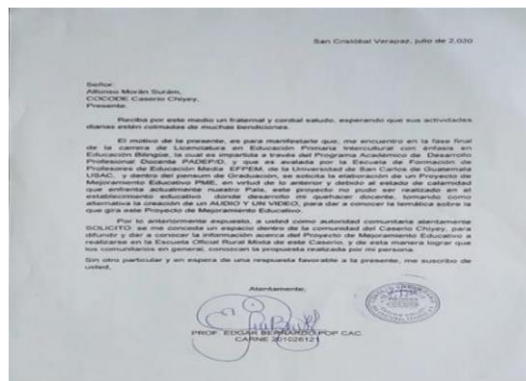 San Cristóbal Verapaz, julio de 2,020
Señor:
Alfonso Morán Surám,
COCODE Caserío Chiyey,
Presente.
Reciba por este medio un fraternal y cordial saludo, esperando que sus actividades
diarias estén colmadas de muchas bendiciones.
El motivo de la presente, es para manifestarle que, me encuentro en la fase final
de la carrera de Licenciatura en Educación Primaria Intercultural con énfasis en
Educación Bilingüe, la cual es impartida a través del Programa Académico de Desarrollo
Profesional Docente PADEP/D, y que es avalada por la Escuela de Formación de
Profesores de Educación Media EFPEM, de la Universidad de San Carlos de Guatemala
USAC, y dentro del pensum de Graduación, se solicita la elaboración de un Proyecto de
Mejoramiento Educativo PME, en virtud de lo anterior y debido al estado de calamidad
que enfrenta actualmente nuestro País, este proyecto no pude ser realizado en el
establecimiento educativo donde desarrollo mi quehacer docente, tomando como
alternativa la creación de un AUDIO Y UN VIDEO, para dar a conocer la temática sobre la
que gira este Proyecto de Mejoramiento Educativo.
Por lo anteriormente expuesto, a usted como autoridad comunitaria atentamente
SOLICITO se me conceda un espacio dentro de la comunidad del Caserío Chiyey, para
difundir y dar a conocer la información acerca del Proyecto de Mejoramiento Educativo a
realizarse en la Escuela Oficial Rural Mixta de este Caserío, y de esta manera lograr que
los comunitarios en general, conozcan la propuesta realizada por mi persona.
Sin otro particular y en espera de una respuesta favorable a la presente, me suscribo de
usted,
Atentamente,
PROF. EDGAR BERNARDO POP CAC
CARNE 201026121